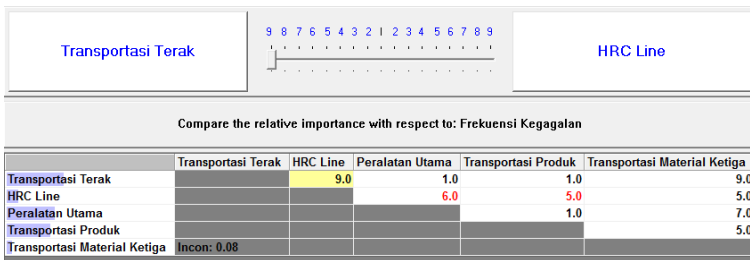 9 8 7 6 5 4 3 2 1 2 3 4 5 6 7 8 9
Transportasi Terak
HRC Line
Compare the relative importance with respect to: Frekuensi Kegagalan
Transportasi Terak HRC Line Peralatan Utama Transportasi Produk Transportasi Material Ketiga
Transportasi Terak 9.0 1.0 1.0 9.0
HRC Line 6.0 5.0 5.0
Peralatan Utama 1.0 7.0
Transportasi Produk 5.0
Transportasi Material Ketiga Incon: 0.08